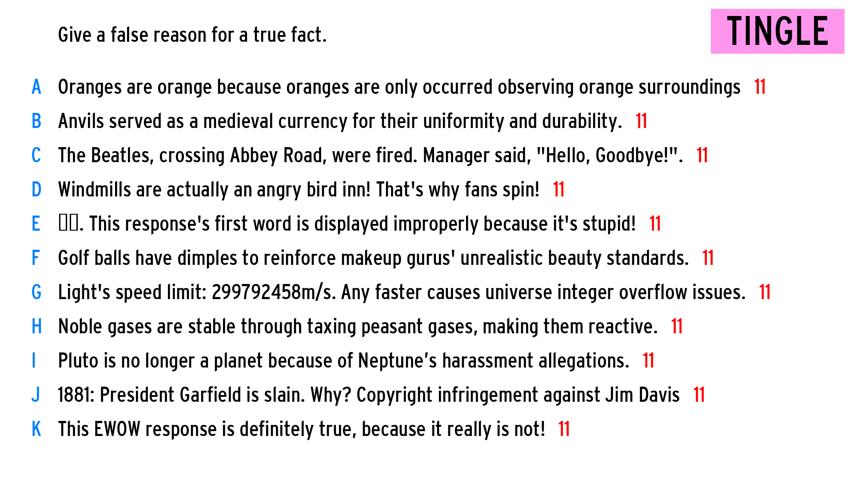 Give a false reason for a true fact.
TINGLE
A Oranges are orange because oranges are only occurred observing orange surroundings 11
B Anvils served as a medieval currency for their uniformity and durability. 11
C The Beatles, crossing Abbey Road, were fired. Manager said, "Hello, Goodbye!". 11
D Windmills are actually an angry bird inn! That's why fans spin! 11
E ▯▯. This response's first word is displayed improperly because it's stupid! 11
F Golf balls have dimples to reinforce makeup gurus' unrealistic beauty standards. 11
G Light's speed limit: 299792458m/s. Any faster causes universe integer overflow issues. 11
H Noble gases are stable through taxing peasant gases, making them reactive. 11
I Pluto is no longer a planet because of Neptune’s harassment allegations. 11
J 1881: President Garfield is slain. Why? Copyright infringement against Jim Davis 11
K This EWOW response is definitely true, because it really is not! 11